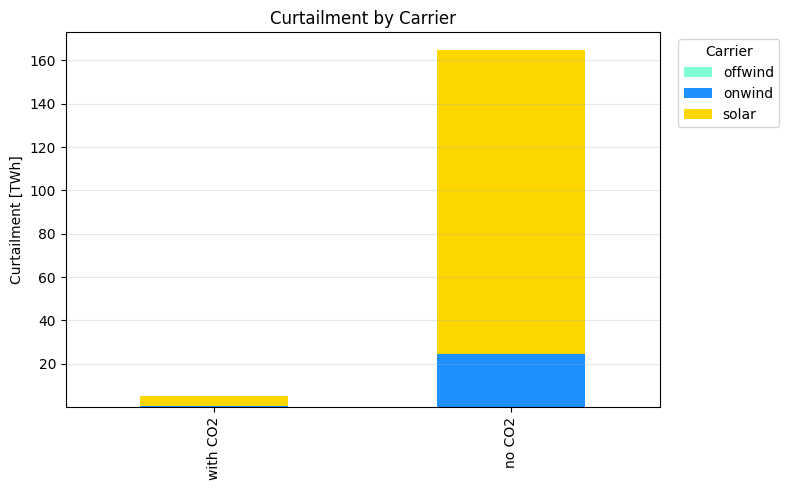 Curtailment by Carrier
Curtailment [TWh]
160
140
120
100
80
60
40
20
with CO2
no CO2
Carrier
offwind
onwind
solar